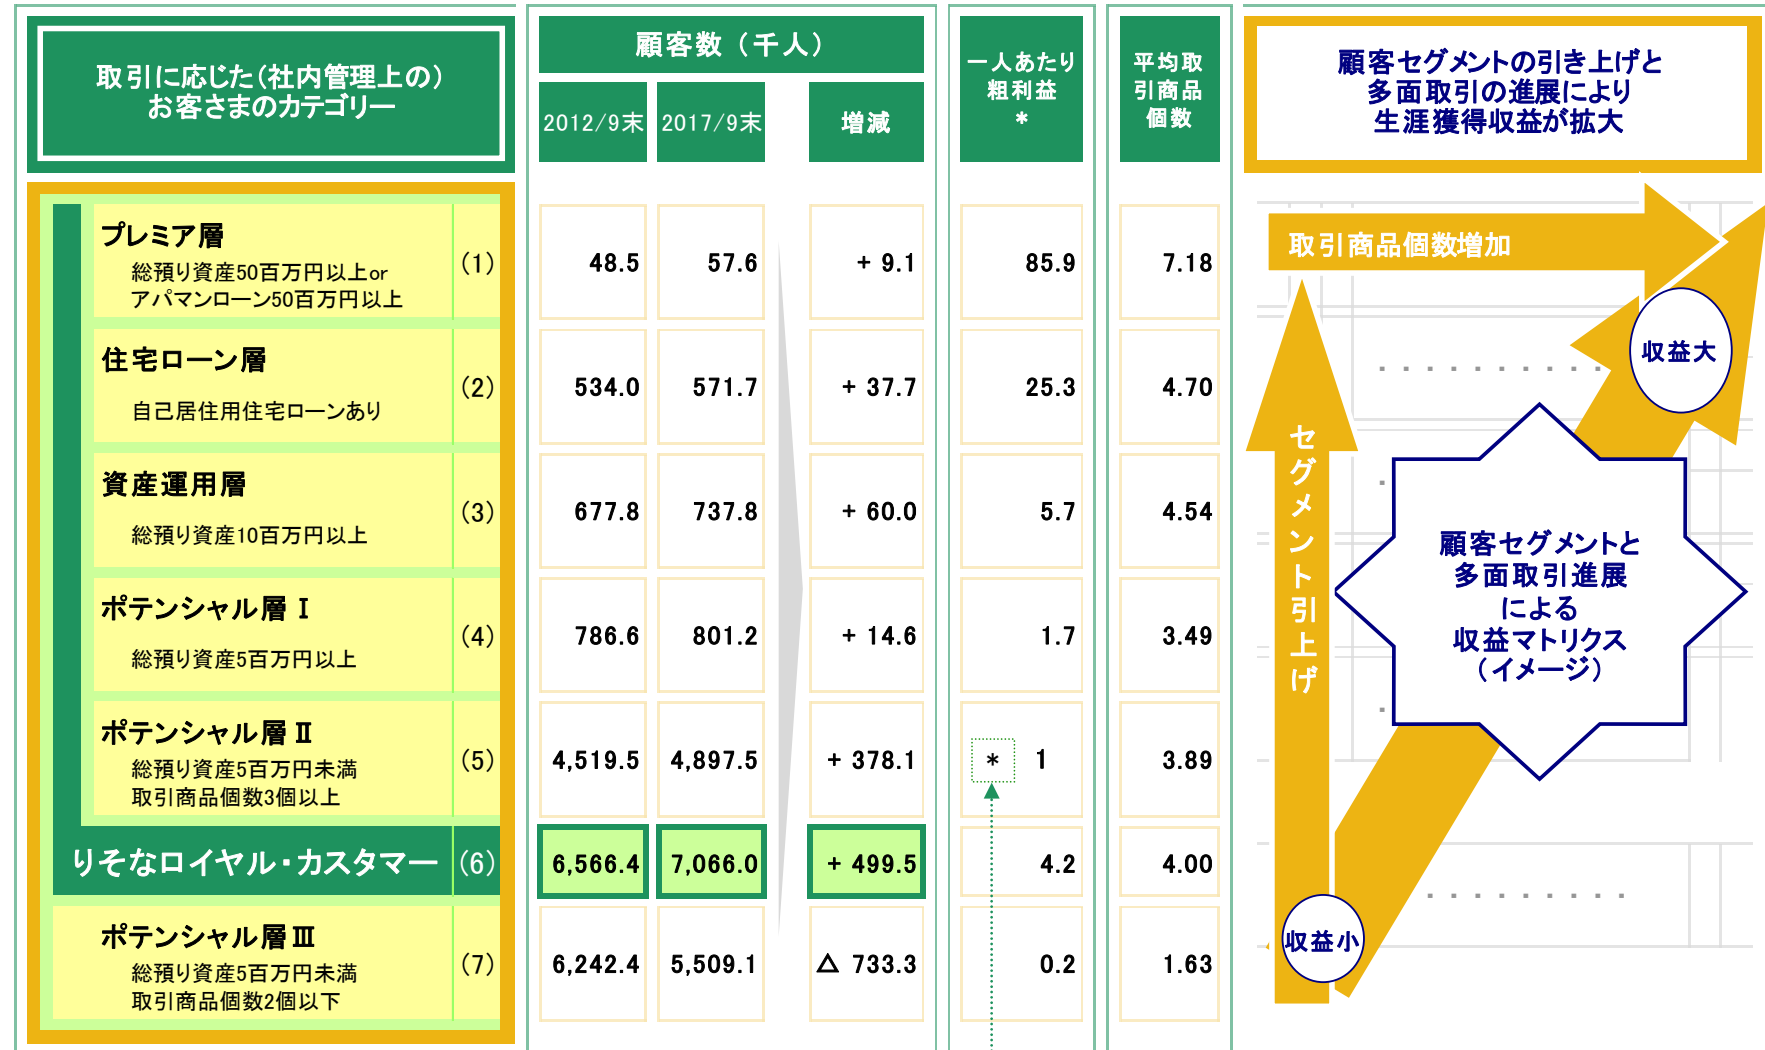 取引に応じた(社内管理上の)
お客さまのカテゴリー
顧客数(千人)
2012/9末 2017/9末 増減
一人あたり
粗利益
*
平均取
引商品
個数
顧客セグメントの引き上げと
多面取引の進展により
生涯獲得収益が拡大
プレミア層
総預り資産50百万円以上or
アパマンローン50百万円以上
(1) 48.5 57.6 + 9.1 85.9 7.18
住宅ローン層
自己居住用住宅ローンあり
(2) 534.0 571.7 + 37.7 25.3 4.70
資産運用層
総預り資産10百万円以上
(3) 677.8 737.8 + 60.0 5.7 4.54
ポテンシャル層 I
総預り資産5百万円以上
(4) 786.6 801.2 + 14.6 1.7 3.49
ポテンシャル層 Ⅱ
総預り資産5百万円未満
取引商品個数3個以上
(5) 4,519.5 4,897.5 + 378.1 * 1 3.89
りそなロイヤル・カスタマー (6) 6,566.4 7,066.0 + 499.5 4.2 4.00
ポテンシャル層 Ⅲ
総預り資産5百万円未満
取引商品個数2個以下
(7) 6,242.4 5,509.1 △ 733.3 0.2 1.63
取引商品個数増加
セグメント引上げ
収益大
顧客セグメントと
多面取引進展
による
収益マトリクス
(イメージ)
収益小